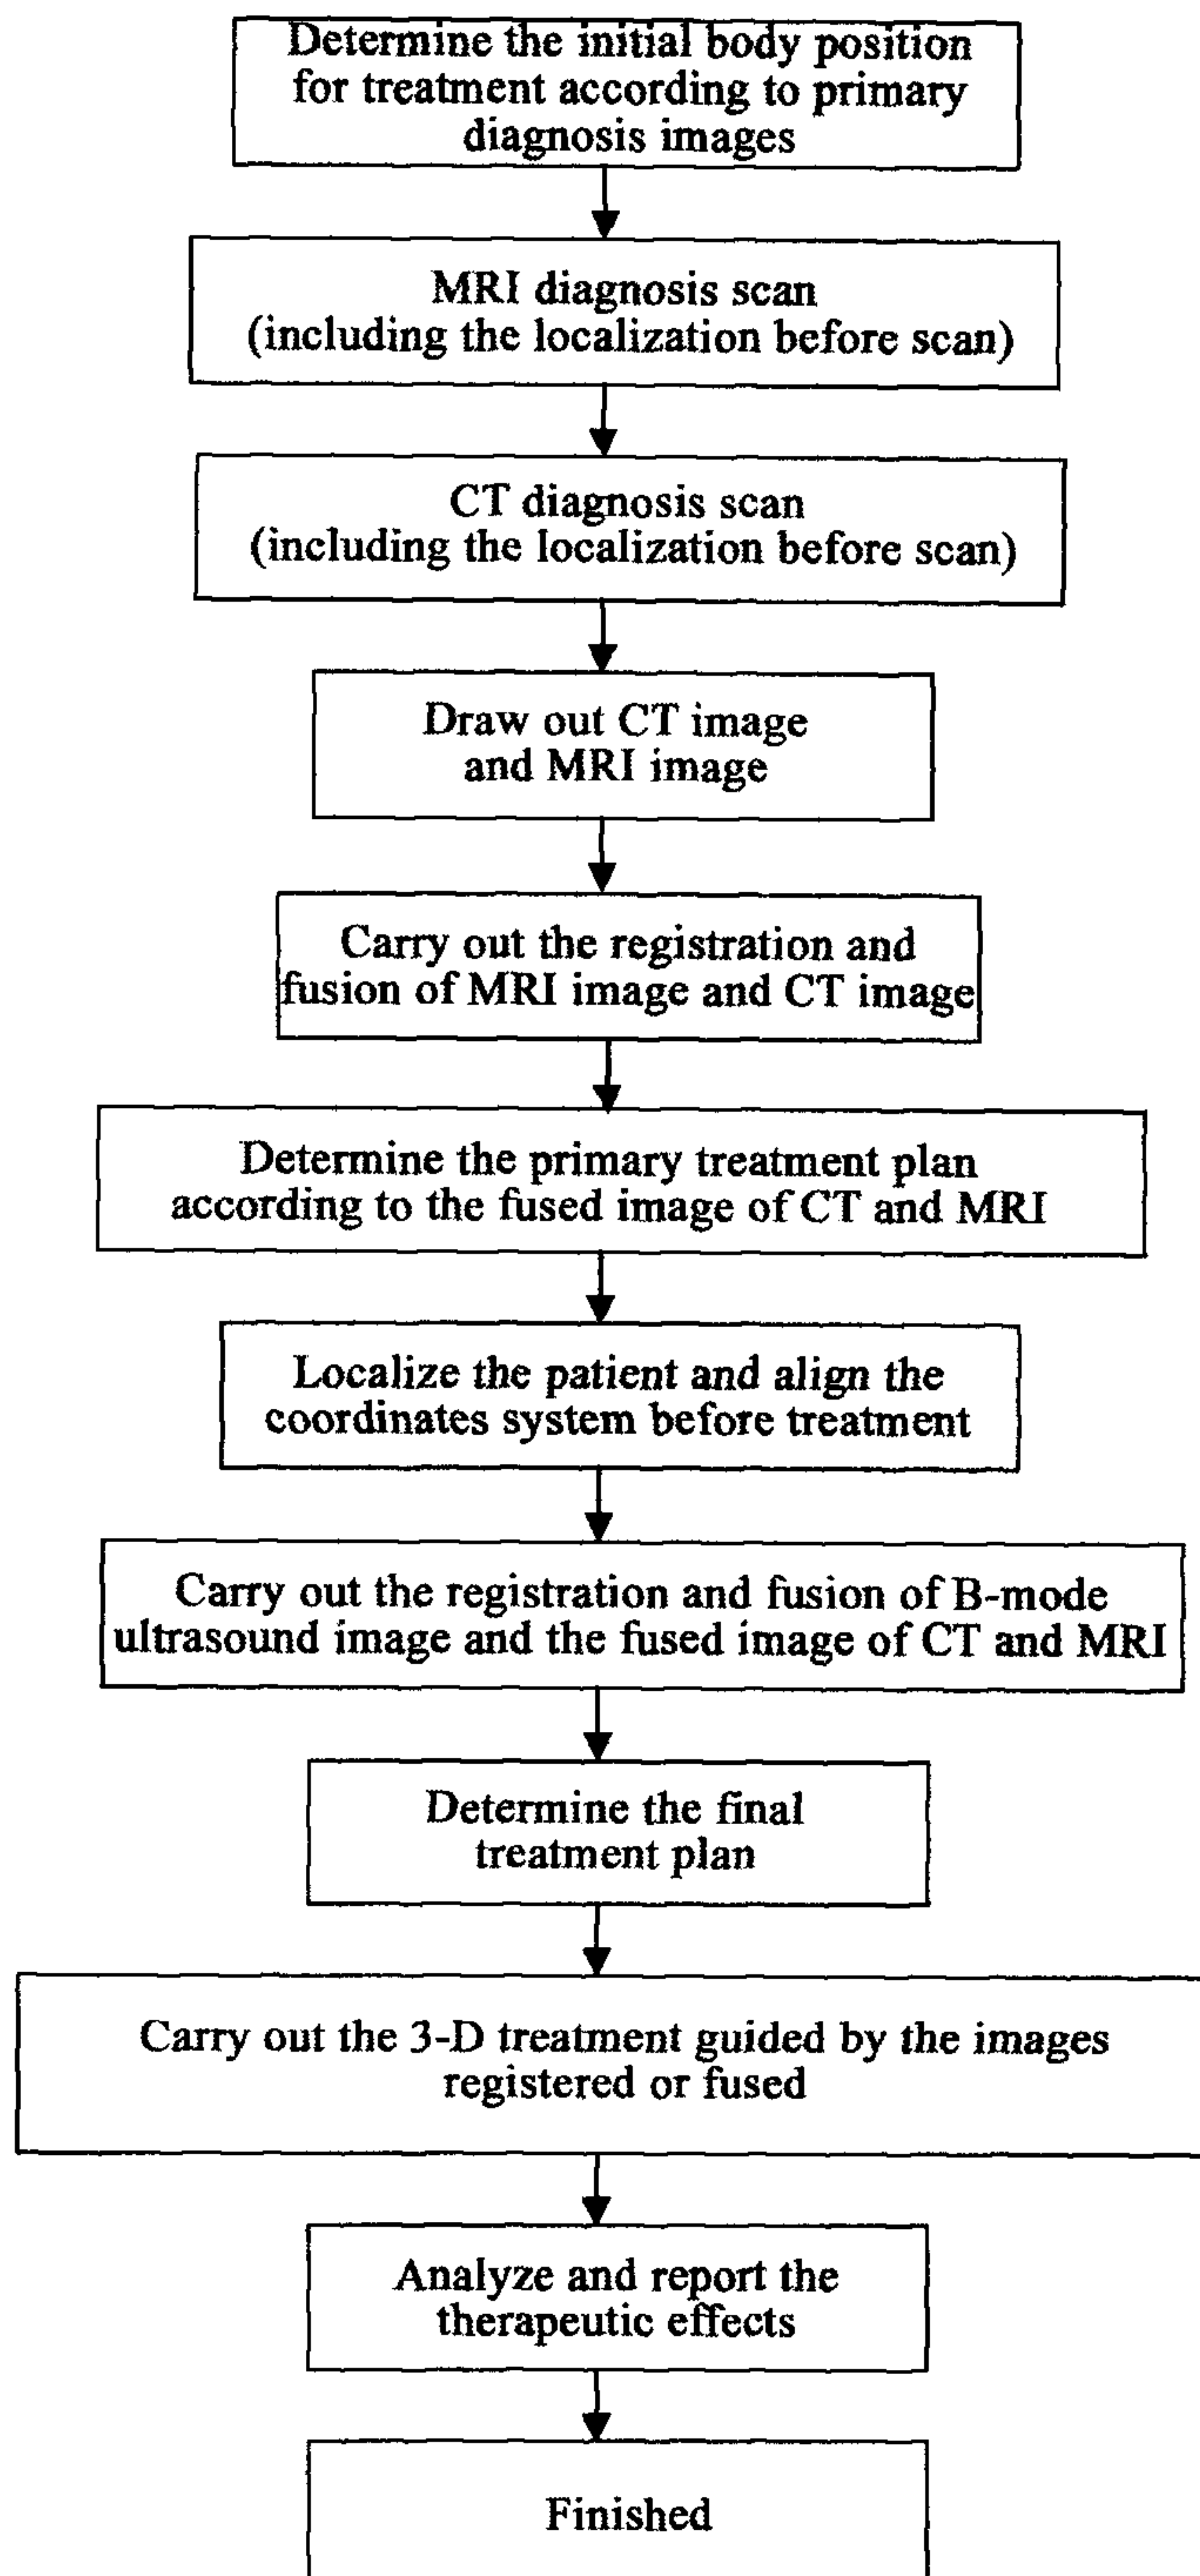 Determine the initial body position
for treatment according to primary
diagnosis images
MRI diagnosis scan
(including the localization before scan)
CT diagnosis scan
(including the localization before scan)
Draw out CT image
and MRI image
Carry out the registration and
fusion of MRI image and CT image
Determine the primary treatment plan
according to the fused image of CT and MRI
Localize the patient and align the
coordinates system before treatment
Carry out the registration and fusion of B-mode
ultrasound image and the fused image of CT and MRI
Determine the final
treatment plan
Carry out the 3-D treatment guided by the images
registered or fused
Analyze and report the
therapeutic effects
Finished